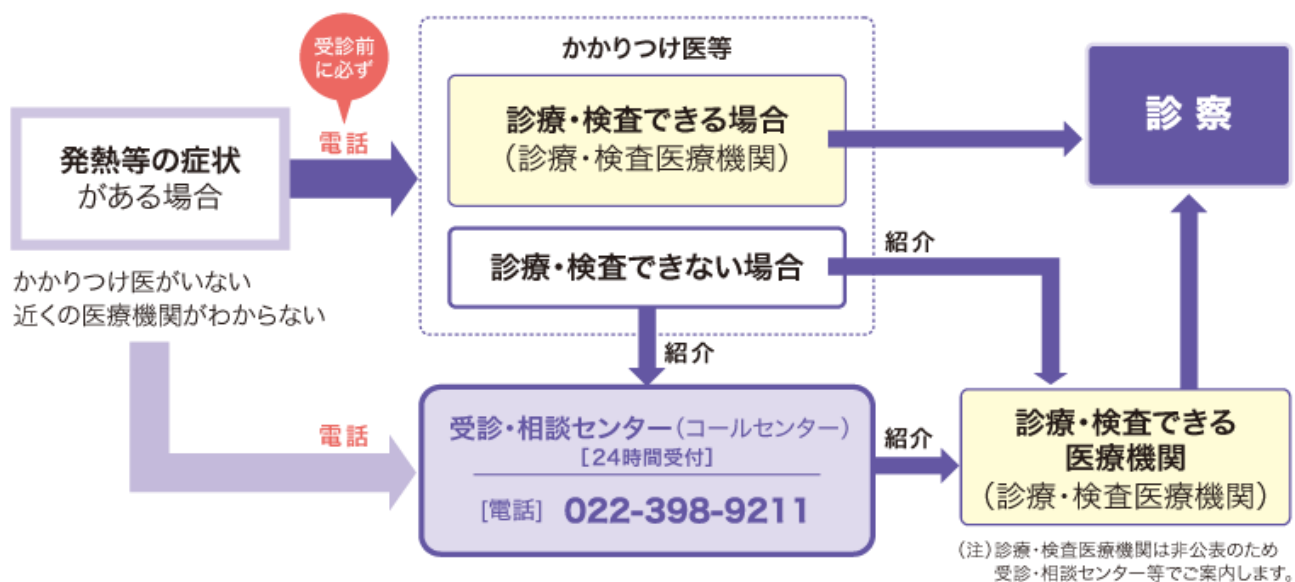 受診前
に必ず
電話
発熱等の症状
がある場合
かかりつけ医がいない
近くの医療機関がわからない
電話
かかりつけ医等
診療・検査できる場合
（診療・検査医療機関）
診療・検査できない場合
紹介
紹介
受診・相談センター（コールセンター）
［24時間受付］
［電話］ 022-398-9211
紹介
診療・検査できる
医療機関
（診療・検査医療機関）
診察
（注）診療・検査医療機関は非公表のため
受診・相談センター等でご案内します。